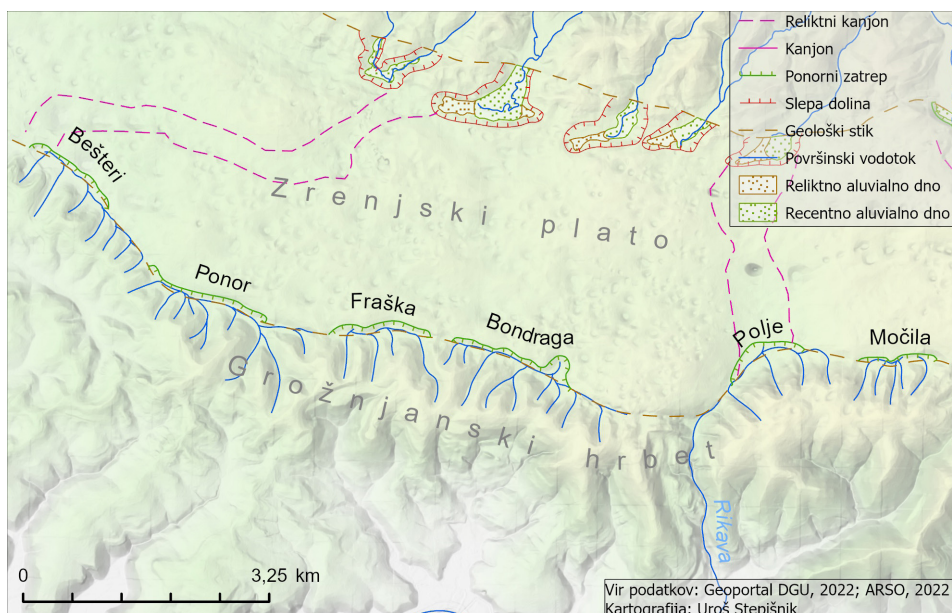 Reliktni kanjon
Kanjon
Ponorni zatrep
Slepa dolina
Geološki stik
Površinski vodotok
Reliktno aluvialno dno
Recentno aluvialno dno
Bešteri
Zrenjski plato
Ponor
Fraška
Bondraga
Polje
Močila
Grožnjanski hrbet
Rikava
0
3,25 km
Vir podatkov: Geoportal DGU, 2022; ARSO, 2022
Kartografija: Uroš Stepišnik